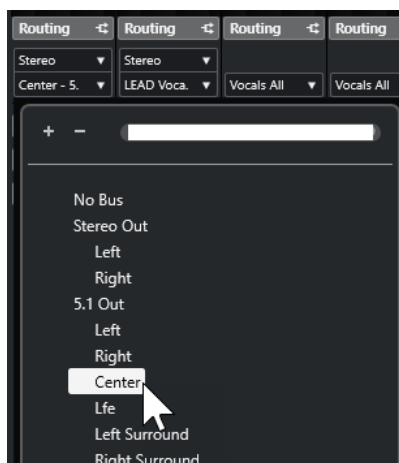 Routing Routing Routing Routing
Stereo Stereo
Center - 5. LEAD Voca. Vocals All Vocals All
+ −
No Bus
Stereo Out
Left
Right
5.1 Out
Left
Right
Center
Lfe
Left Surround
Right Surround